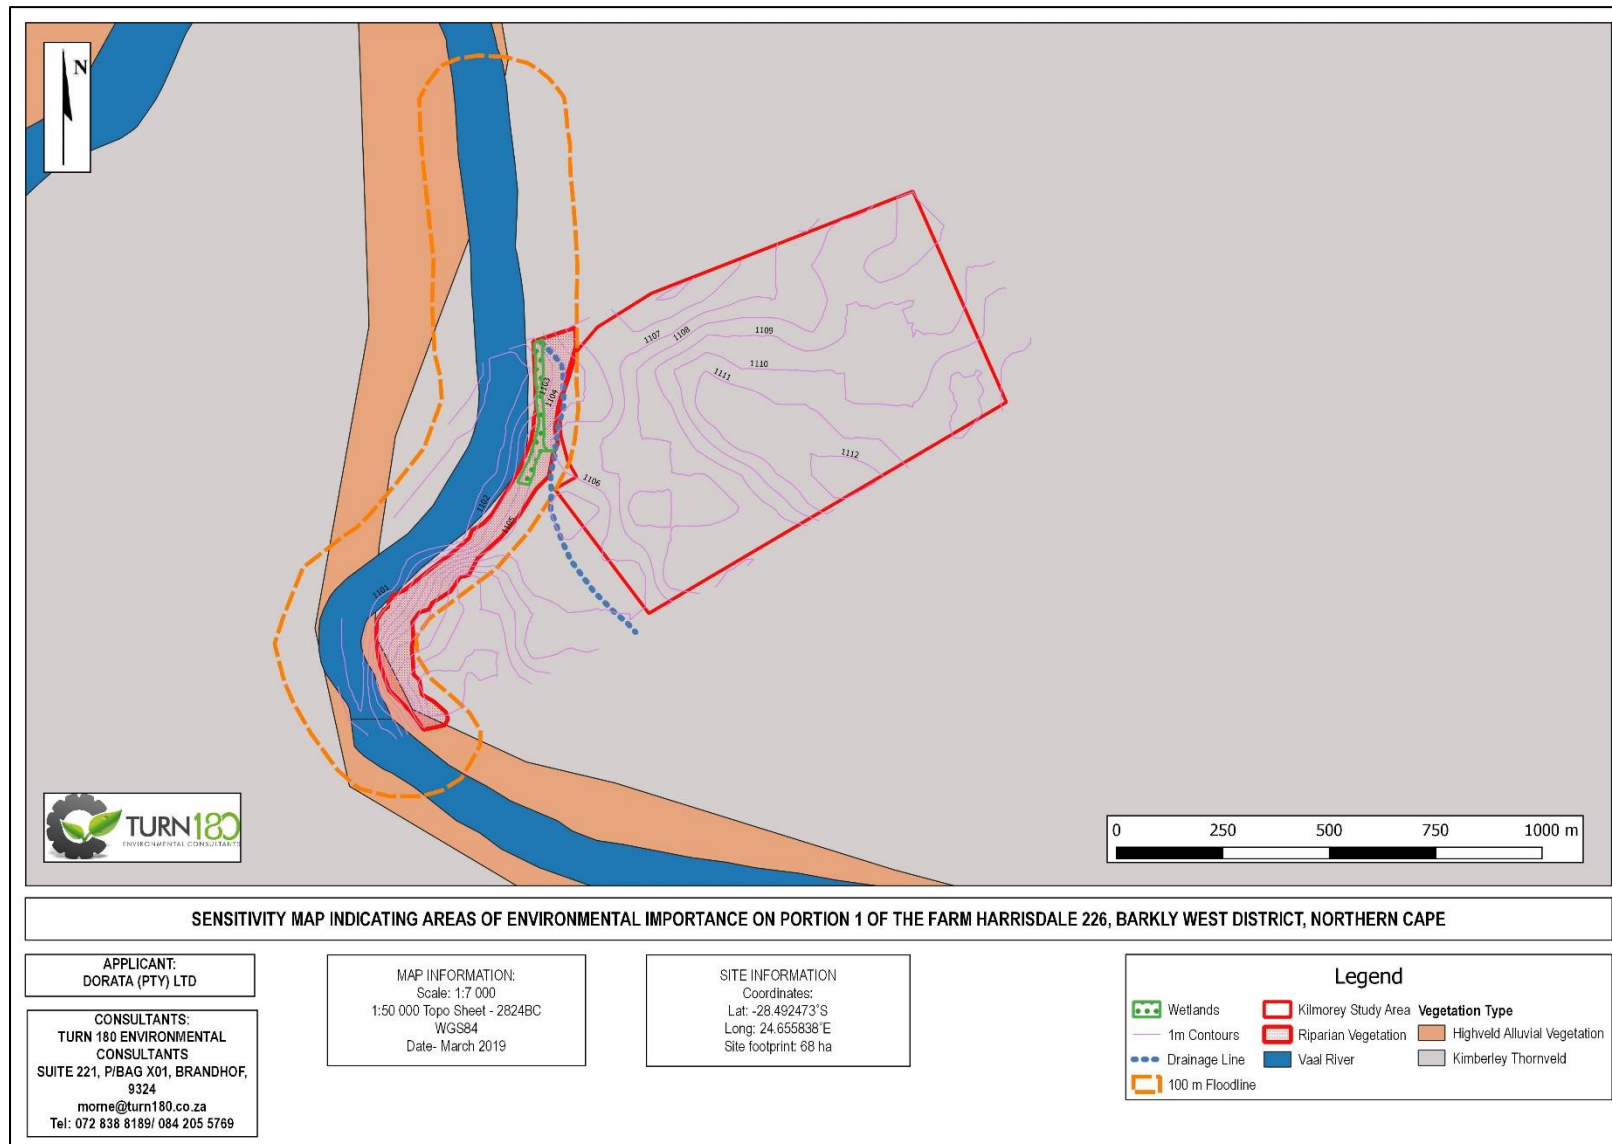 N
1107
1108
1109
1110
1111
1103
1104
1112
1106
1102
1105
1101
TURN180
ENVIRONMENTAL CONSULTANTS
0 250 500 750 1000 m
SENSITIVITY MAP INDICATING AREAS OF ENVIRONMENTAL IMPORTANCE ON PORTION 1 OF THE FARM HARRISDALE 226, BARKLY WEST DISTRICT, NORTHERN CAPE
APPLICANT:
DORATA (PTY) LTD
CONSULTANTS:
TURN 180 ENVIRONMENTAL
CONSULTANTS
SUITE 221, P/BAG X01, BRANDHOF,
9324
morne@turn180.co.za
Tel: 072 838 8189/ 084 205 5769
MAP INFORMATION:
Scale: 1:7 000
1:50 000 Topo Sheet - 2824BC
WGS84
Date- March 2019
SITE INFORMATION
Coordinates:
Lat: -28.492473°S
Long: 24.655838°E
Site footprint: 68 ha
Legend
Wetlands
1m Contours
Drainage Line
100 m Floodline
Kilmorey Study Area
Riparian Vegetation
Vaal River
Vegetation Type
Highveld Alluvial Vegetation
Kimberley Thornveld